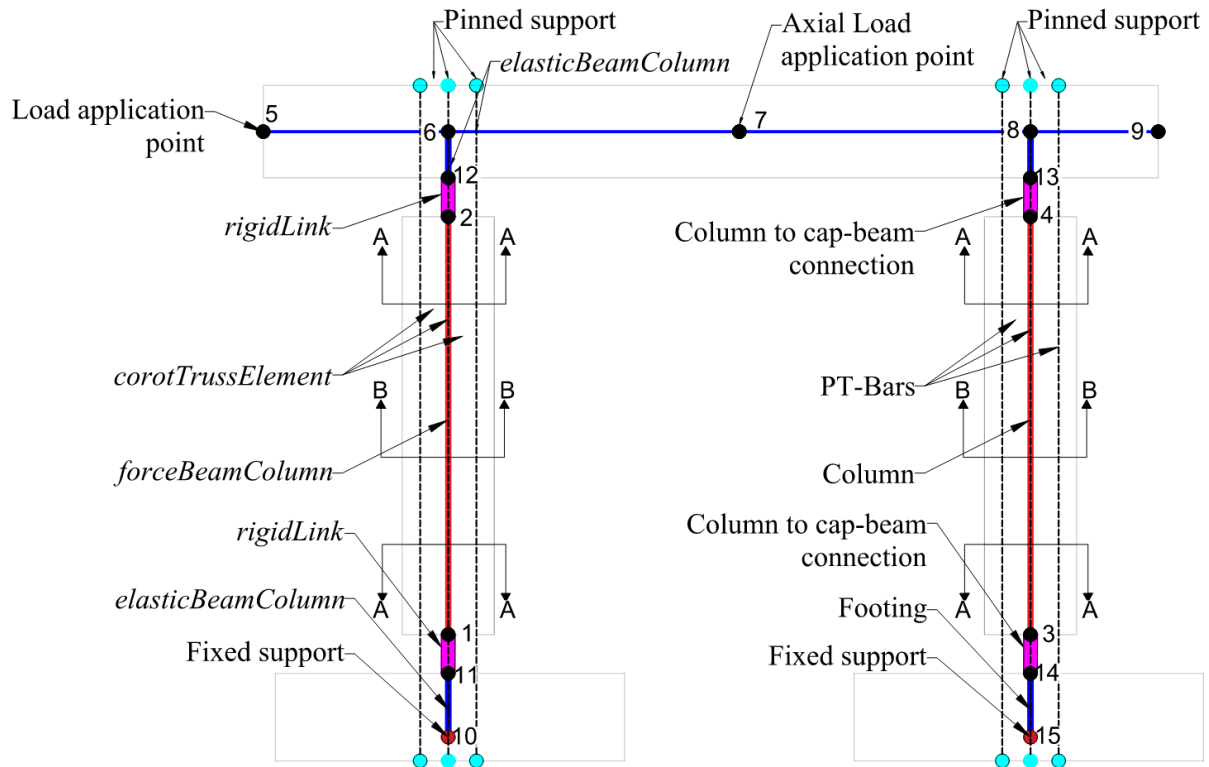 Pinned support
Axial Load
application point
Pinned support
elasticBeamColumn
Load application
point
5
6
7
8
9
12
13
rigidLink
2
Column to cap-beam
connection
4
A
A
A
A
corotTrussElement
PT-Bars
B
B
B
B
forceBeamColumn
Column
rigidLink
Column to cap-beam
connection
elasticBeamColumn
A
A
Footing
A
A
Fixed support
1
Fixed support
3
11
14
10
15